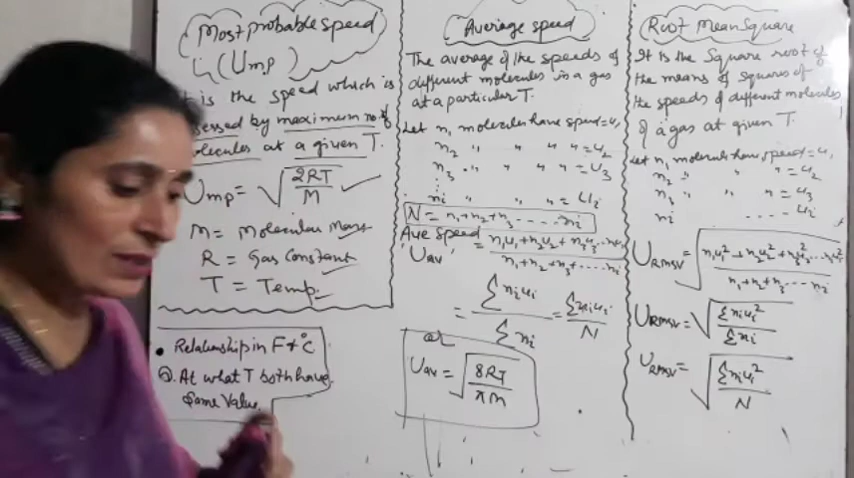 Most probable speed
(Ump)
t is the speed which is
ssessed by maximum no. of
olecules at a given T.
Ump = √(2RT/M)
M = Molecular Mass
R = Gas Constant
T = Temp.
• Relationship in F & °C
Q. At what T both have
same value
Average speed
The average of the speeds of
different molecules in a gas
at a particular T.
Let n₁ molecules have speed = u₁
n₂ " " " = u₂
n₃ " " " = u₃
nᵢ " " = uᵢ
N = n₁+n₂+n₃.....nᵢ
Ave speed
'Uav' = (n₁u₁+n₂u₂+n₃u₃...)/(n₁+n₂+n₃+....nᵢ)
= Σnᵢuᵢ/Σnᵢ = Σnᵢuᵢ/N
or
Uav = √(8RT/πM)
Root Mean Square
It is the Square root of
the means of squares of
the speeds of different molecules
of a gas at given T.
Let n₁ molecules have speed = u₁
n₂ " " = u₂
n₃ " " = u₃
nᵢ .... uᵢ
URMSV = √((n₁u₁²+n₂u₂²+n₃u₃²...nᵢuᵢ²)/(n₁+n₂+n₃...nᵢ))
URMSV = √(Σnᵢuᵢ²/Σnᵢ)
URMSV = √(Σnᵢuᵢ²/N)